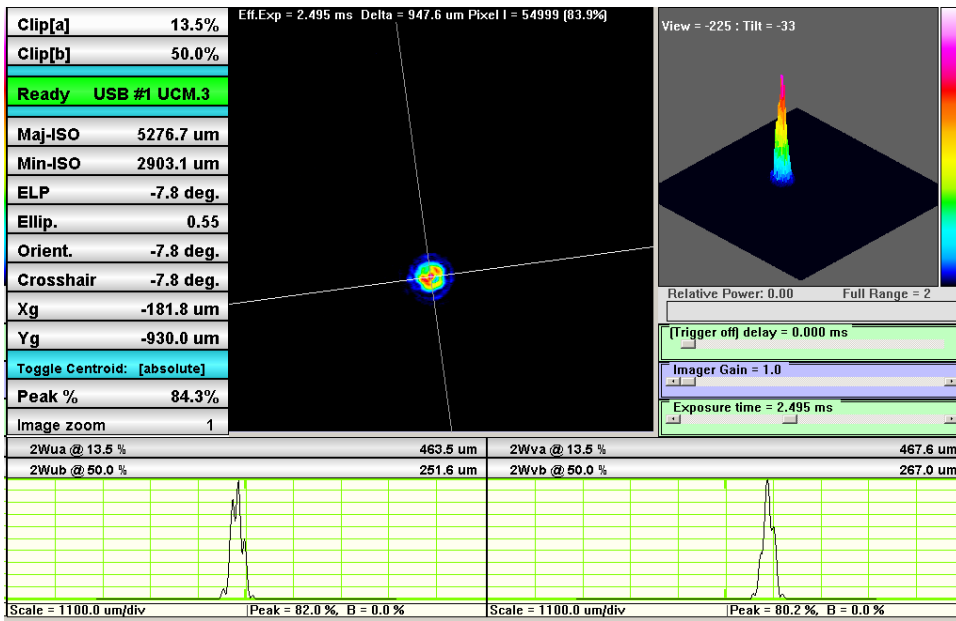 Clip[a] 13.5%
Clip[b] 50.0%
Ready USB #1 UCM.3
Maj-ISO 5276.7 um
Min-ISO 2903.1 um
ELP -7.8 deg.
Ellip. 0.55
Orient. -7.8 deg.
Crosshair -7.8 deg.
Xg -181.8 um
Yg -930.0 um
Toggle Centroid: [absolute]
Peak % 84.3%
Image zoom 1
Eff.Exp = 2.495 ms Delta = 947.6 um Pixel I = 54999 (83.9%)
View = -225 : Tilt = -33
Relative Power: 0.00 Full Range = 2
(Trigger off) delay = 0.000 ms
Imager Gain = 1.0
Exposure time = 2.495 ms
2Wua @ 13.5 % 463.5 um
2Wub @ 50.0 % 251.6 um
2Wva @ 13.5 % 467.6 um
2Wvb @ 50.0 % 267.0 um
Scale = 1100.0 um/div Peak = 82.0 %, B = 0.0 %
Scale = 1100.0 um/div Peak = 80.2 %, B = 0.0 %